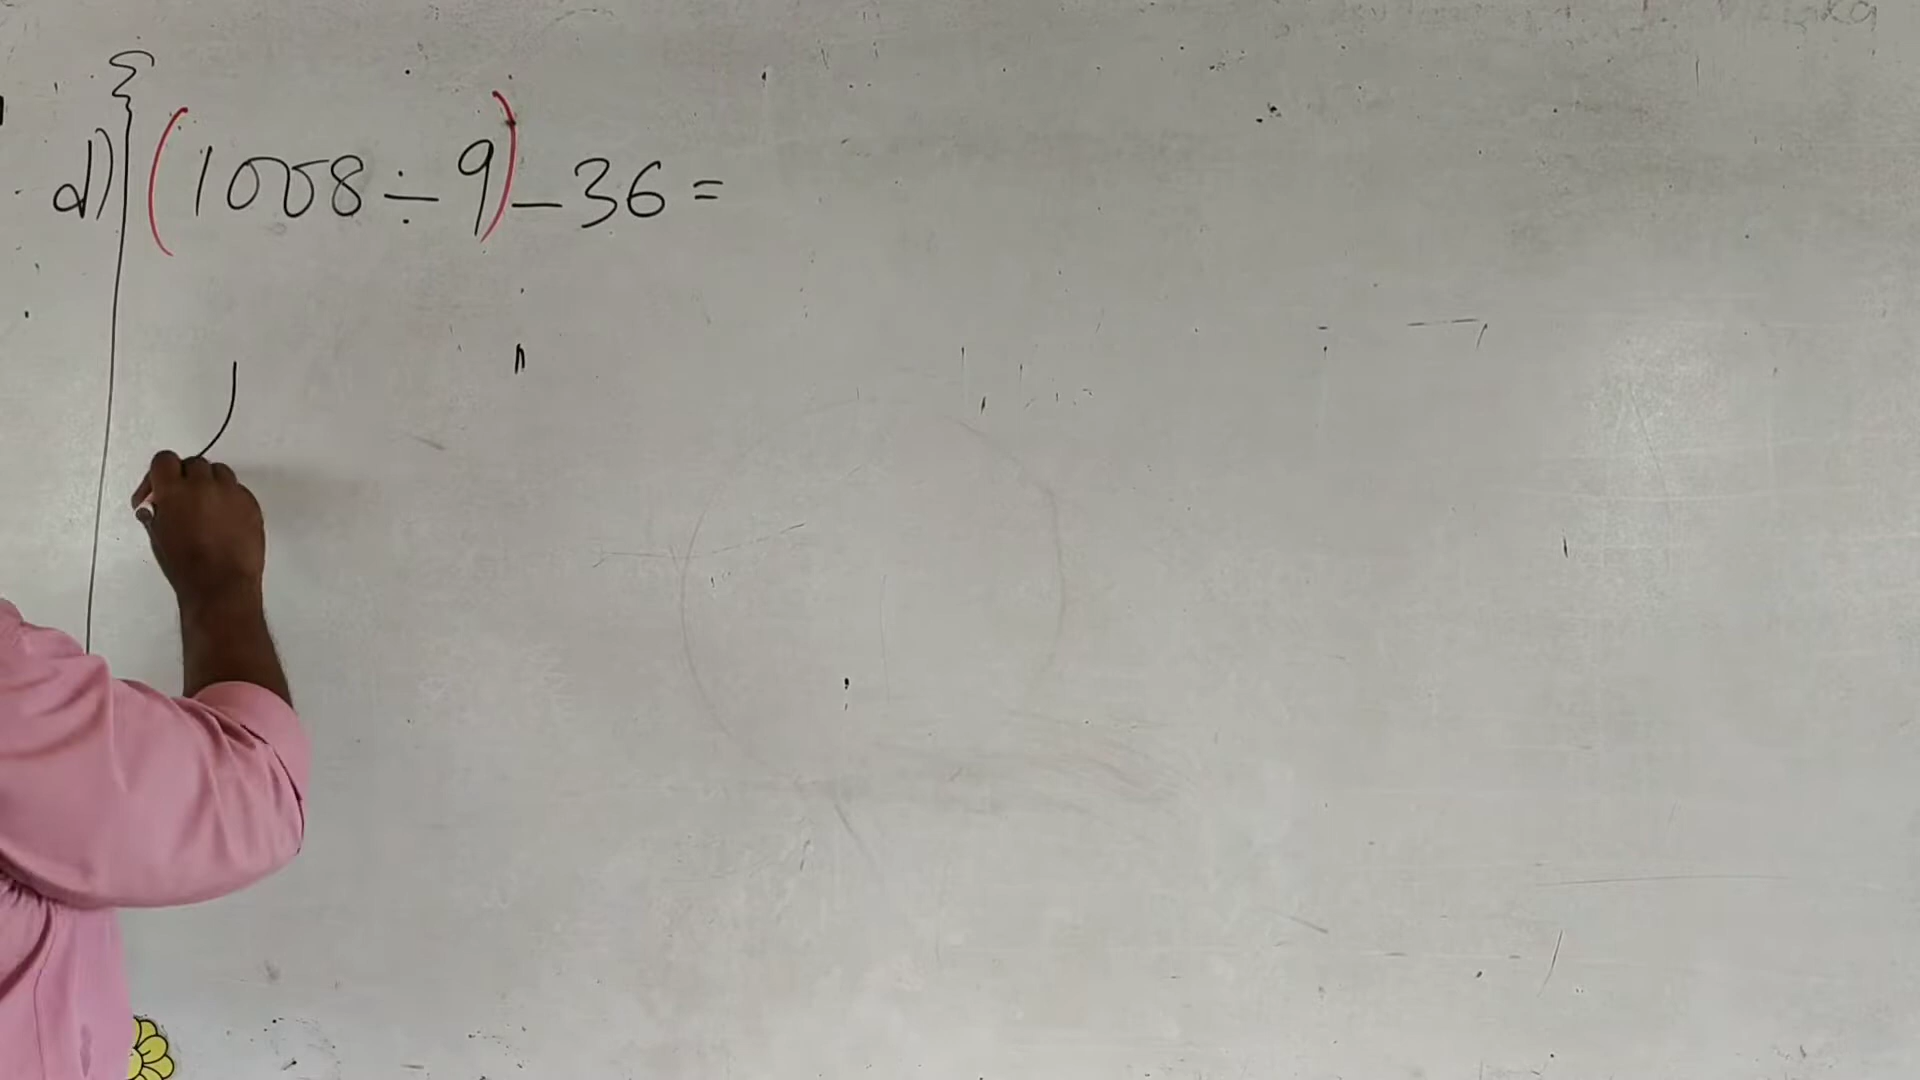 d) (1008 ÷ 9) - 36 =